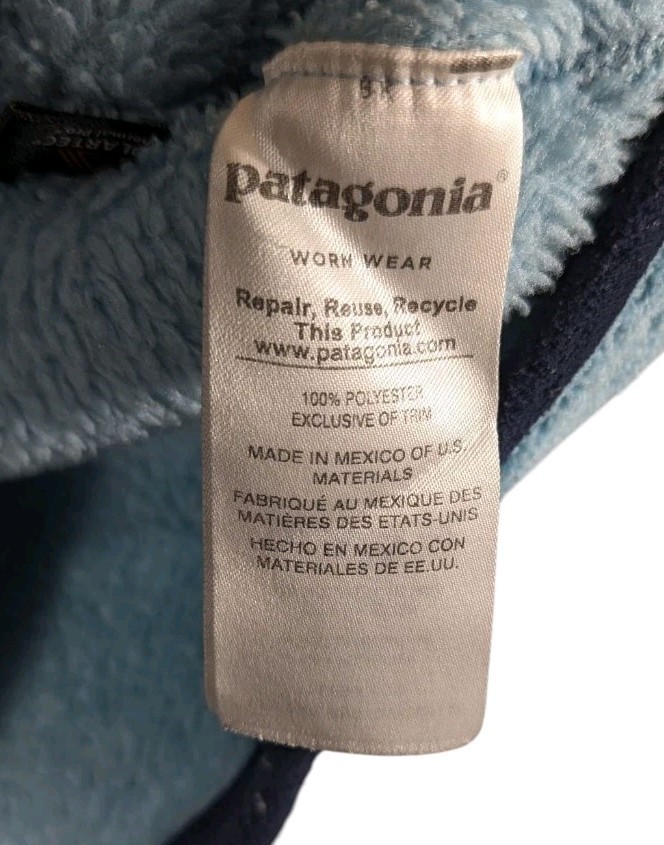 patagonia®
WORN WEAR
Repair, Reuse, Recycle
This Product
www.patagonia.com
100% POLYESTER
EXCLUSIVE OF TRIM
MADE IN MEXICO OF U.S.
MATERIALS
FABRIQUÉ AU MEXIQUE DES
MATIÈRES DES ETATS-UNIS
HECHO EN MEXICO CON
MATERIALES DE EE.UU.